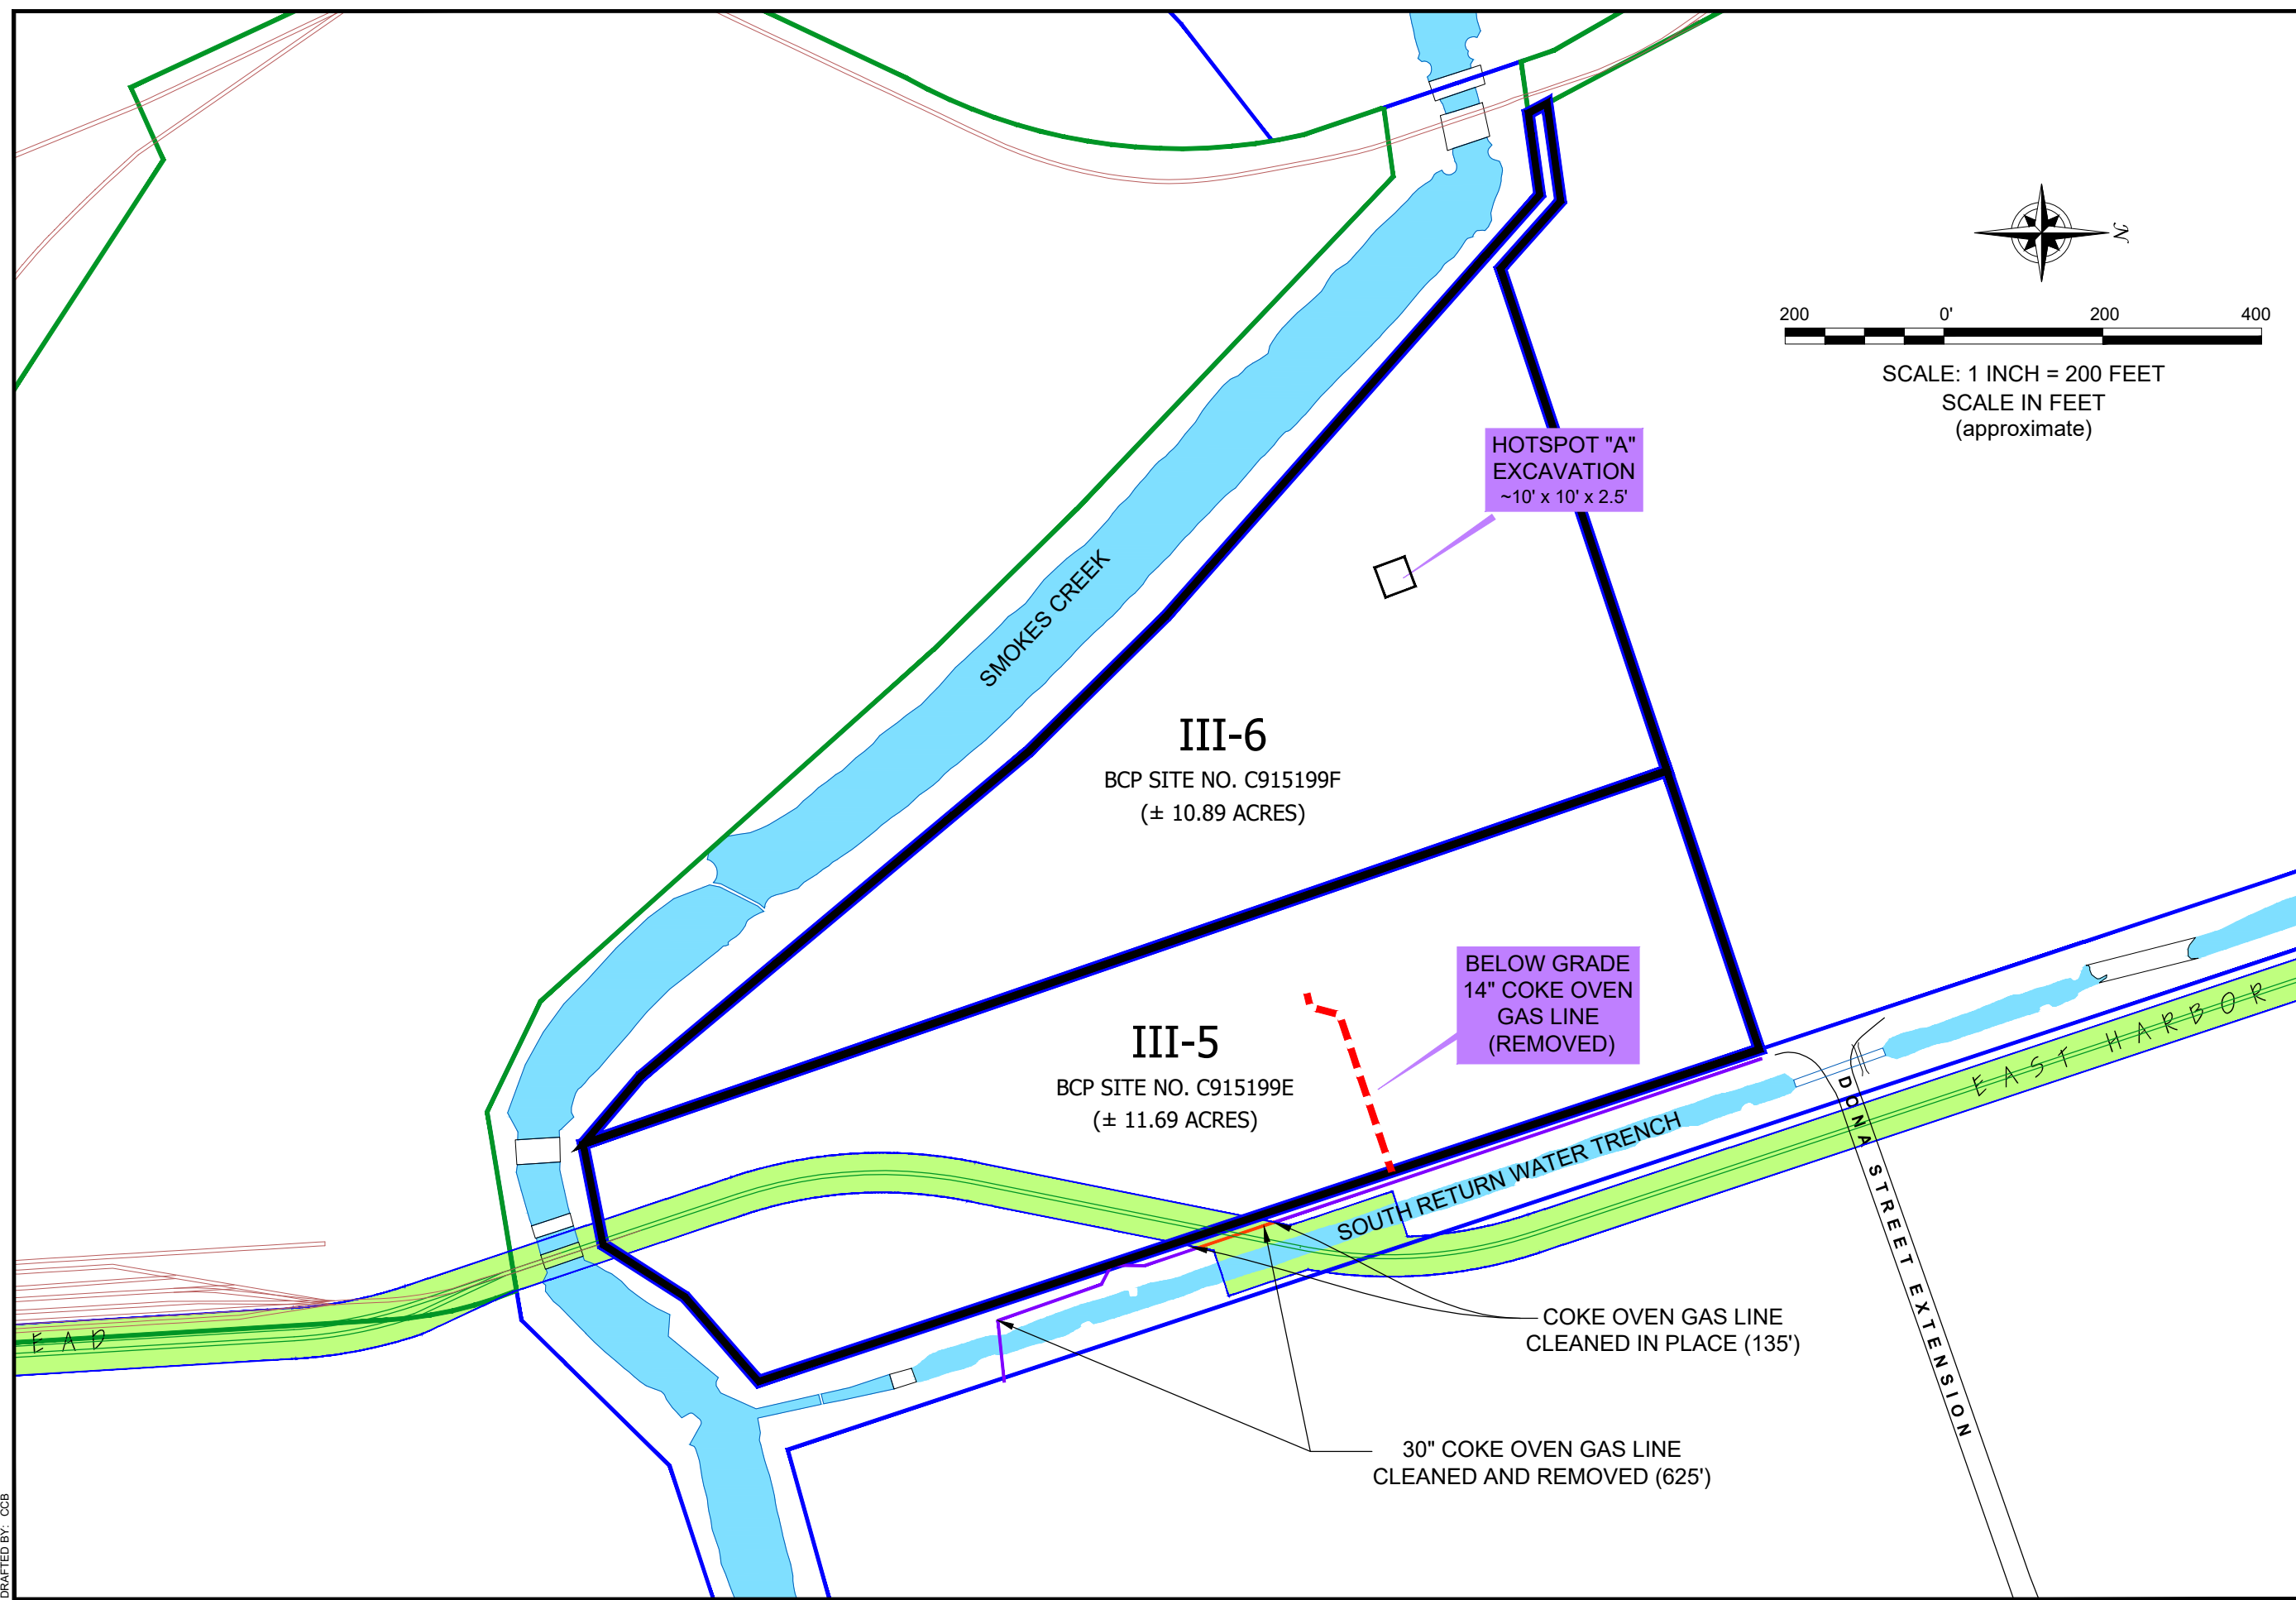 N
200 0' 200 400
SCALE: 1 INCH = 200 FEET
SCALE IN FEET
(approximate)
HOTSPOT "A"
EXCAVATION
~10' x 10' x 2.5'
SMOKES CREEK
III-6
BCP SITE NO. C915199F
(± 10.89 ACRES)
BELOW GRADE
14" COKE OVEN
GAS LINE
(REMOVED)
III-5
BCP SITE NO. C915199E
(± 11.69 ACRES)
EAST HARBOR
SOUTH RETURN WATER TRENCH
DONA STREET EXTENSION
EAD
COKE OVEN GAS LINE
CLEANED IN PLACE (135')
30" COKE OVEN GAS LINE
CLEANED AND REMOVED (625')
DRAFTED BY: CCB